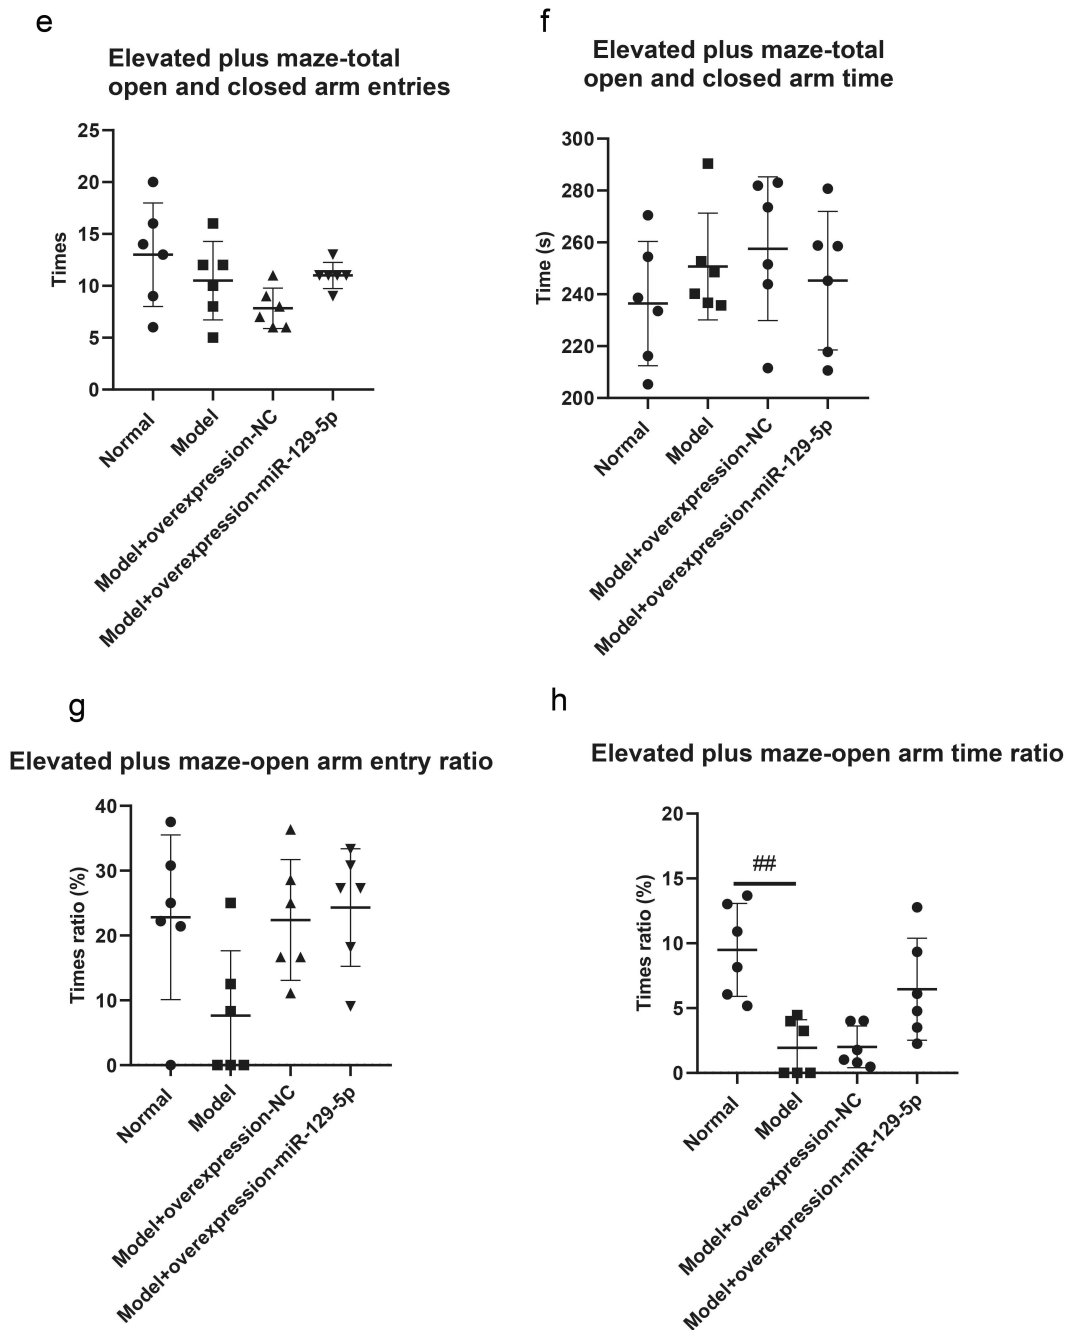 e
Elevated plus maze-total
open and closed arm entries
Times
25
20
15
10
5
0
Normal
Model
Model+overexpression-NC
Model+overexpression-miR-129-5p
f
Elevated plus maze-total
open and closed arm time
Time (s)
300
280
260
240
220
200
Normal
Model
Model+overexpression-NC
Model+overexpression-miR-129-5p
g
Elevated plus maze-open arm entry ratio
Times ratio (%)
40
30
20
10
0
Normal
Model
Model+overexpression-NC
Model+overexpression-miR-129-5p
h
Elevated plus maze-open arm time ratio
Times ratio (%)
20
15
10
5
0
##
Normal
Model
Model+overexpression-NC
Model+overexpression-miR-129-5p